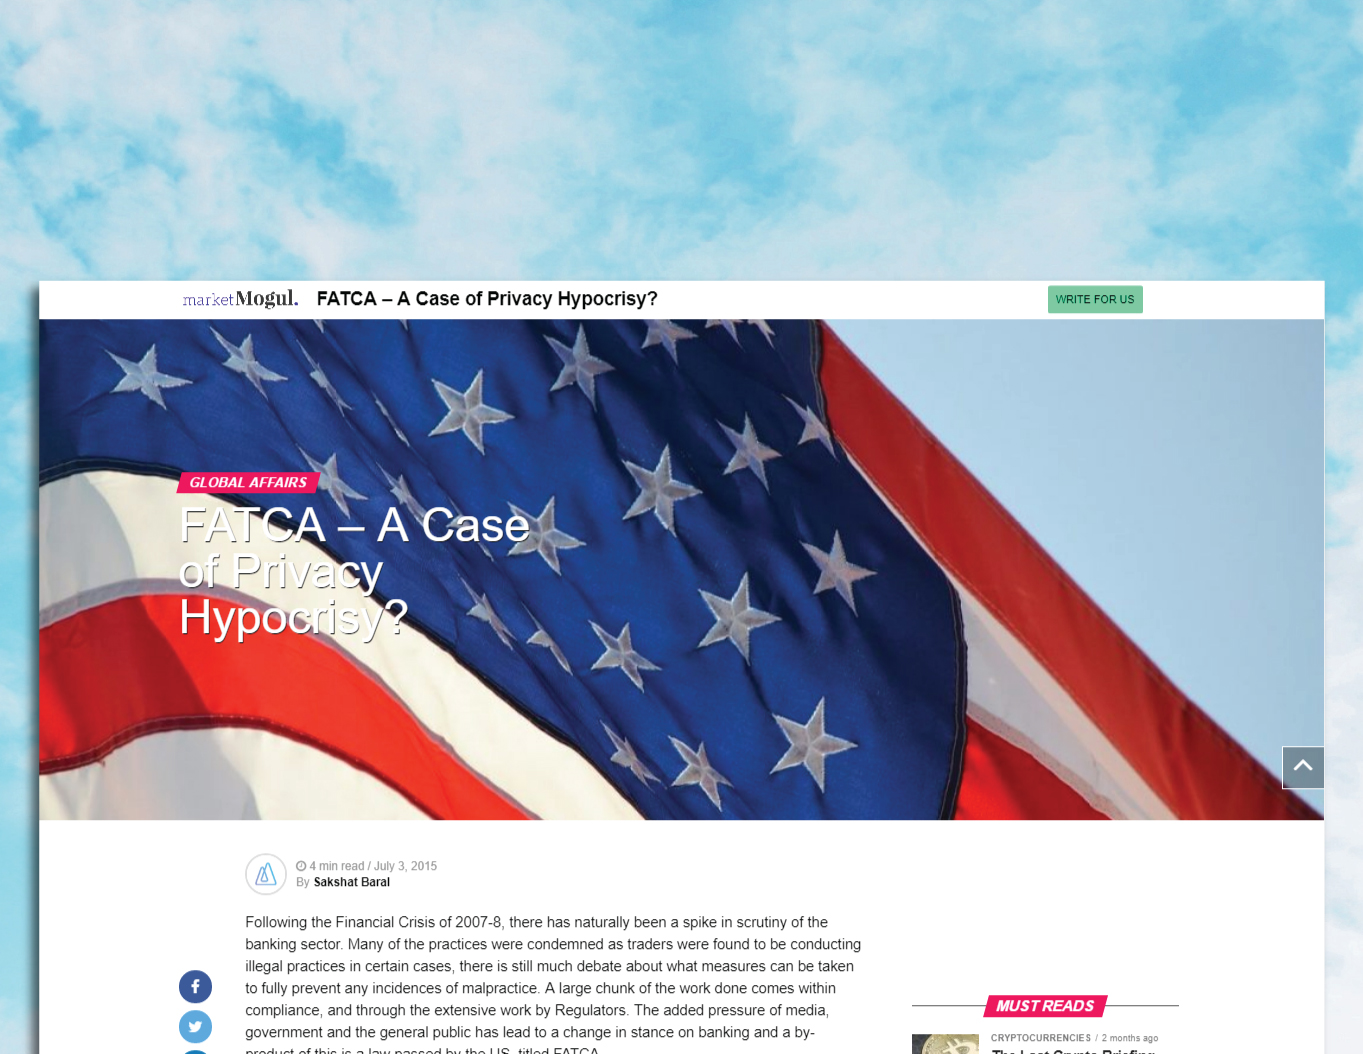 marketMogul. FATCA – A Case of Privacy Hypocrisy?
WRITE FOR US
GLOBAL AFFAIRS
FATCA – A Case
of Privacy
Hypocrisy?
4 min read / July 3, 2015
By Sakshat Baral
Following the Financial Crisis of 2007-8, there has naturally been a spike in scrutiny of the
banking sector. Many of the practices were condemned as traders were found to be conducting
illegal practices in certain cases, there is still much debate about what measures can be taken
to fully prevent any incidences of malpractice. A large chunk of the work done comes within
compliance, and through the extensive work by Regulators. The added pressure of media,
government and the general public has lead to a change in stance on banking and a by-
product of this is a law passed by the US, titled FATCA.
MUST READS
CRYPTOCURRENCIES / 2 months ago
The Last Crypto Briefing